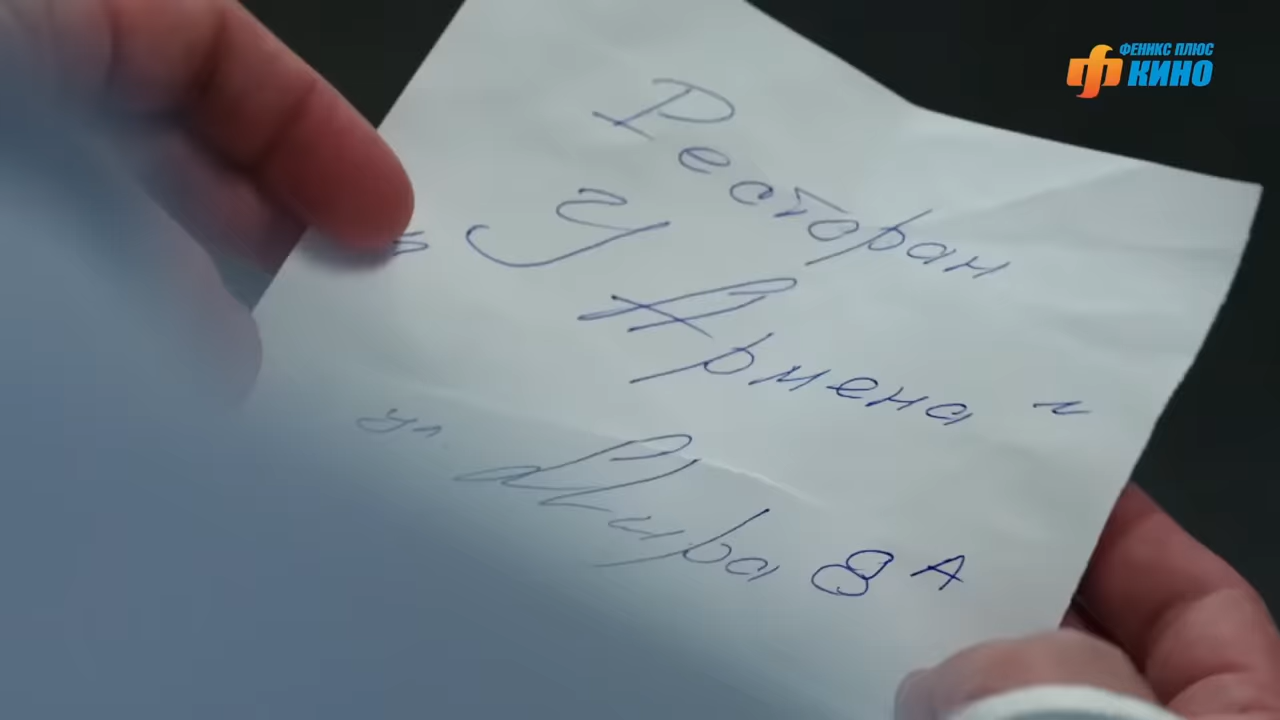 ФЕНИКС ПЛЮС
КИНО
Ресторан
"У Армена"
ул. Мира 8А